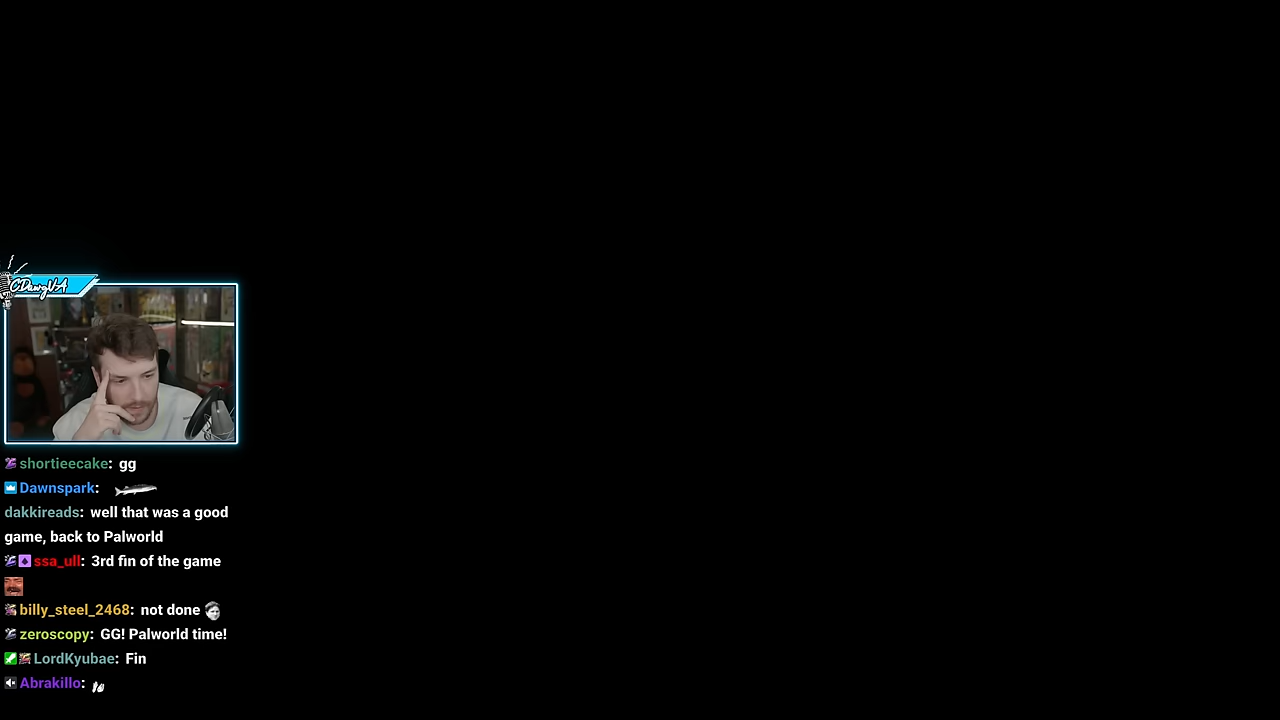 CDawgVA
shortieecake: gg
Dawnspark:
dakkireads: well that was a good
game, back to Palworld
ssa_ull: 3rd fin of the game
billy_steel_2468: not done
zeroscopy: GG! Palworld time!
LordKyubae: Fin
Abrakillo: